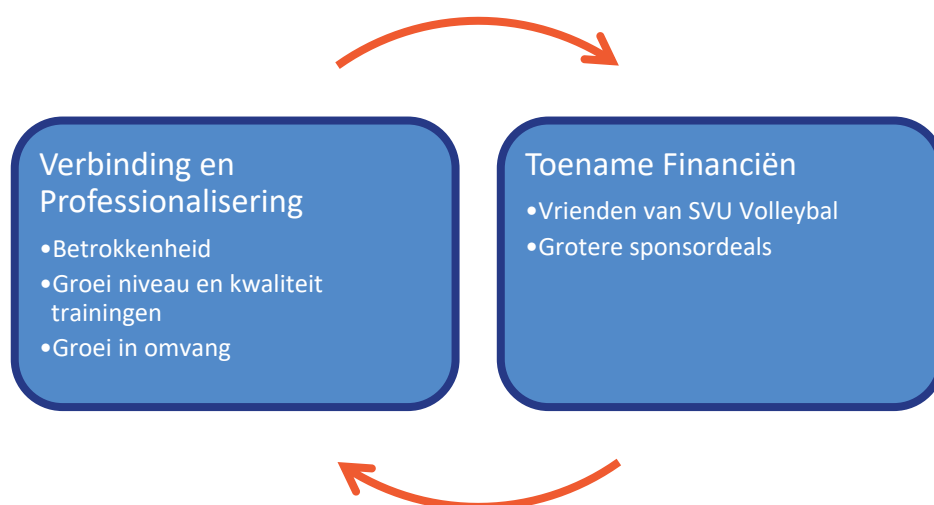 Verbinding en
Professionalisering
•Betrokkenheid
•Groei niveau en kwaliteit
trainingen
•Groei in omvang
Toename Financiën
•Vrienden van SVU Volleybal
•Grotere sponsordeals